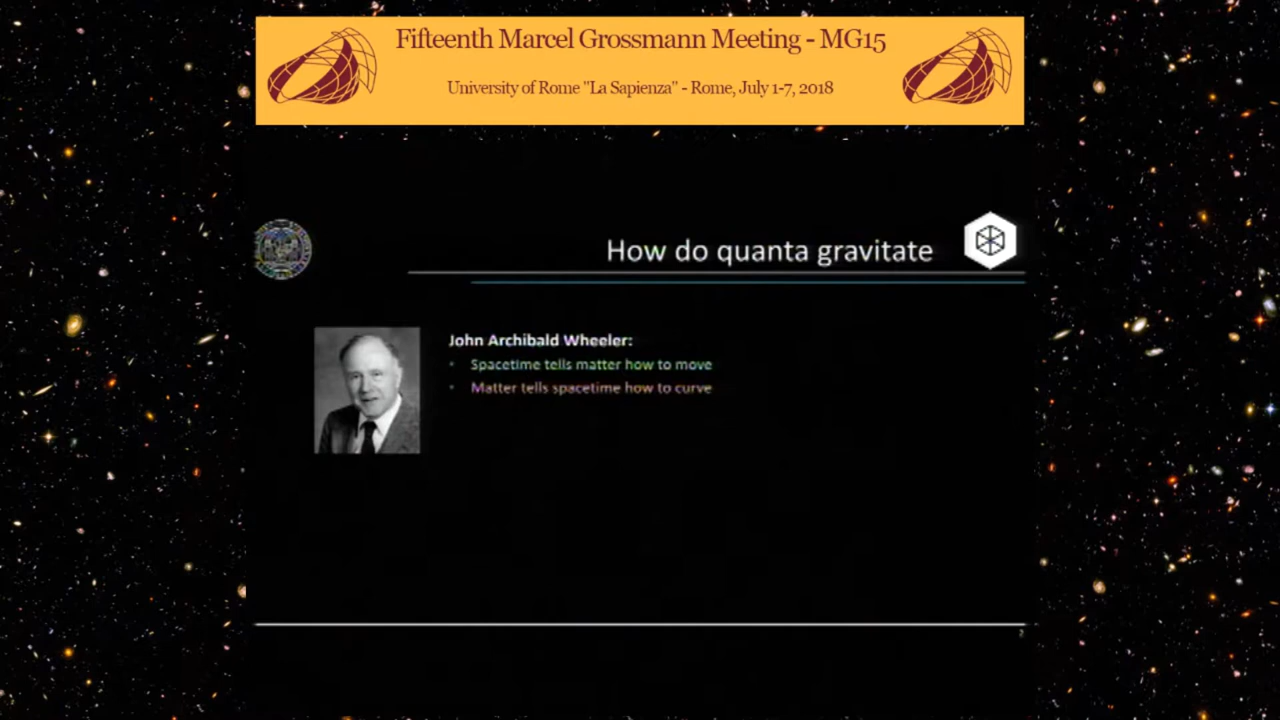 Fifteenth Marcel Grossmann Meeting - MG15
University of Rome "La Sapienza" - Rome, July 1-7, 2018
How do quanta gravitate
John Archibald Wheeler:
• Spacetime tells matter how to move
• Matter tells spacetime how to curve
2